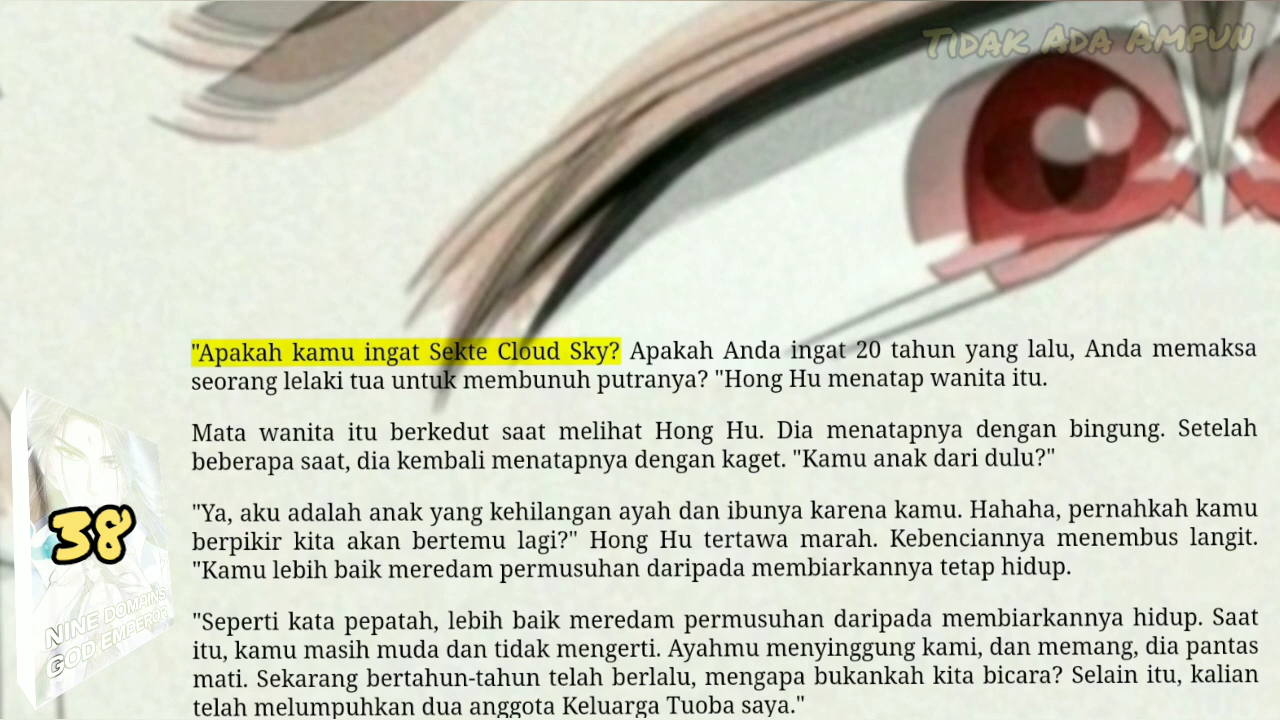 Tidak Ada Ampun
"Apakah kamu ingat Sekte Cloud Sky? Apakah Anda ingat 20 tahun yang lalu, Anda memaksa
seorang lelaki tua untuk membunuh putranya? "Hong Hu menatap wanita itu.
Mata wanita itu berkedut saat melihat Hong Hu. Dia menatapnya dengan bingung. Setelah
beberapa saat, dia kembali menatapnya dengan kaget. "Kamu anak dari dulu?"
"Ya, aku adalah anak yang kehilangan ayah dan ibunya karena kamu. Hahaha, pernahkah kamu
berpikir kita akan bertemu lagi?" Hong Hu tertawa marah. Kebenciannya menembus langit.
"Kamu lebih baik meredam permusuhan daripada membiarkannya tetap hidup.
"Seperti kata pepatah, lebih baik meredam permusuhan daripada membiarkannya hidup. Saat
itu, kamu masih muda dan tidak mengerti. Ayahmu menyinggung kami, dan memang, dia pantas
mati. Sekarang bertahun-tahun telah berlalu, mengapa bukankah kita bicara? Selain itu, kalian
telah melumpuhkan dua anggota Keluarga Tuoba saya."
38
NINE DOMAINS
GOD EMPEROR